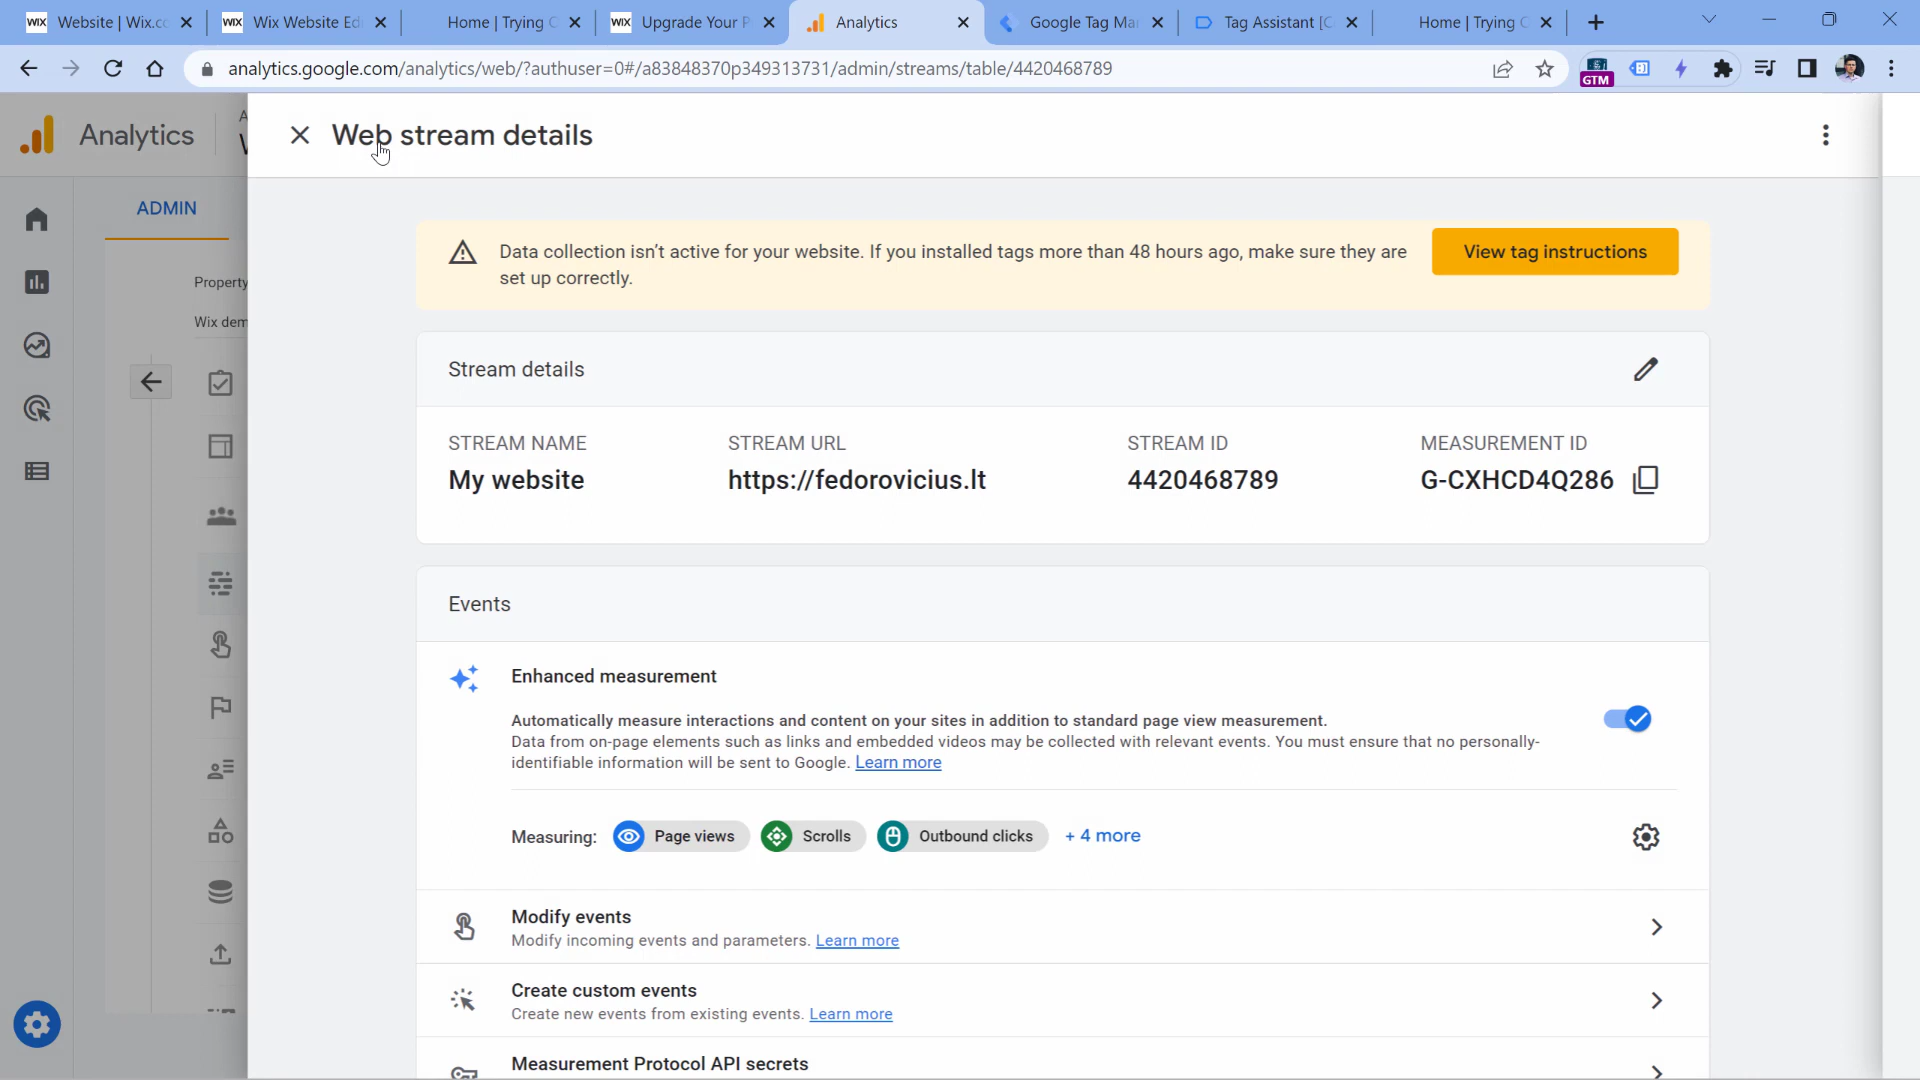 Website | Wix.co
Wix Website Edi
Home | Trying G
Upgrade Your P
Analytics
Google Tag Man
Tag Assistant [C
Home | Trying G
analytics.google.com/analytics/web/?authuser=0#/a83848370p349313731/admin/streams/table/4420468789
GTM
Analytics
Web stream details
ADMIN
Property
Wix dem
Data collection isn't active for your website. If you installed tags more than 48 hours ago, make sure they are
set up correctly.
View tag instructions
Stream details
STREAM NAME
My website
STREAM URL
https://fedorovicius.lt
STREAM ID
4420468789
MEASUREMENT ID
G-CXHCD4Q286
Events
Enhanced measurement
Automatically measure interactions and content on your sites in addition to standard page view measurement.
Data from on-page elements such as links and embedded videos may be collected with relevant events. You must ensure that no personally-
identifiable information will be sent to Google. Learn more
Measuring: Page views Scrolls Outbound clicks + 4 more
Modify events
Modify incoming events and parameters. Learn more
Create custom events
Create new events from existing events. Learn more
Measurement Protocol API secrets